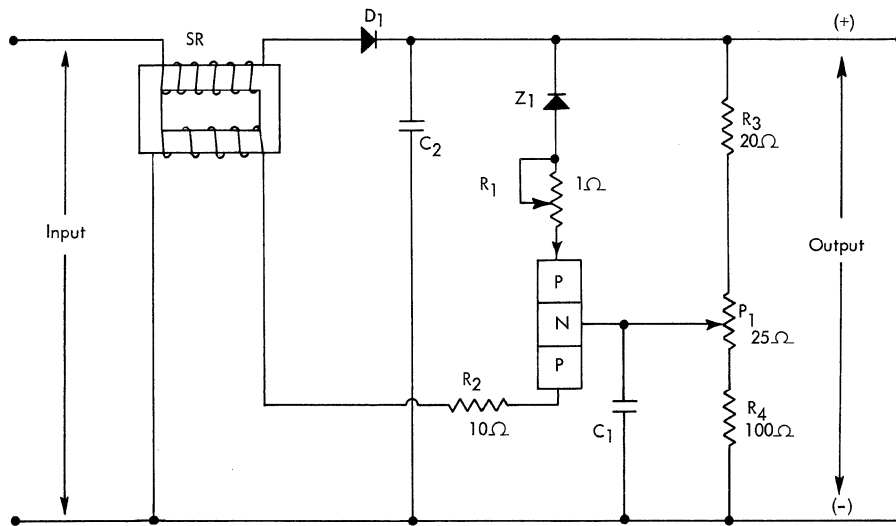 SR
D1
(+)
Z1
C2
R3
20Ω
R1
1Ω
Input
Output
P
N
P
P1
25Ω
R2
10Ω
C1
R4
100Ω
(-)